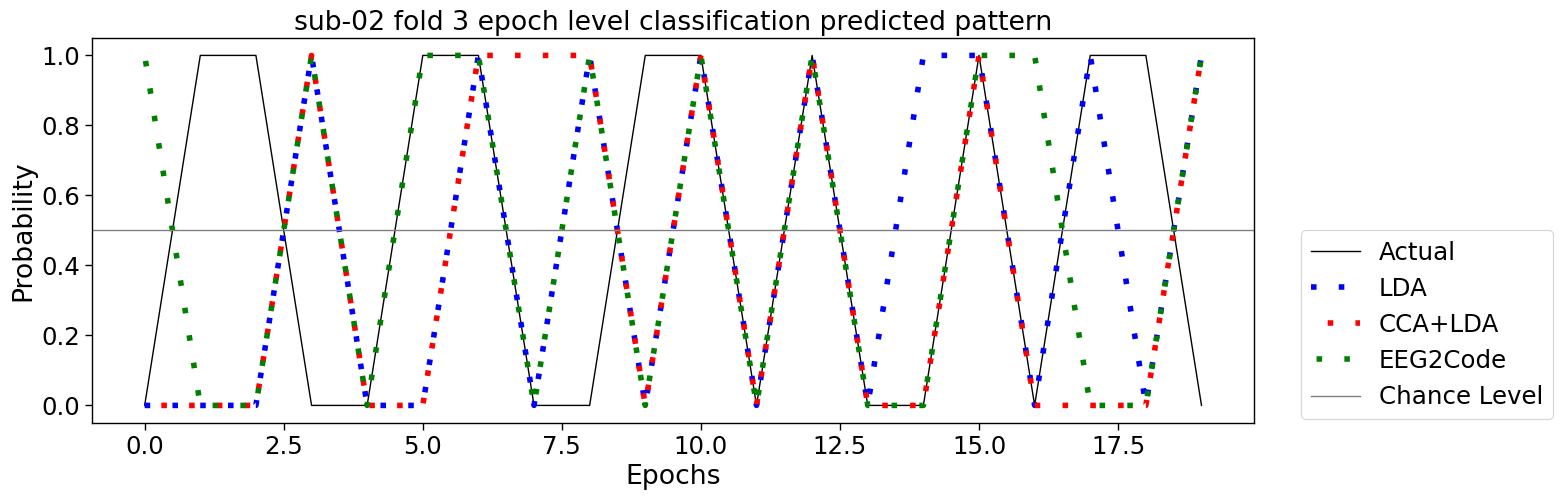 sub-02 fold 3 epoch level classification predicted pattern
Probability
1.0
0.8
0.6
0.4
0.2
0.0
0.0 2.5 5.0 7.5 10.0 12.5 15.0 17.5
Epochs
Actual
LDA
CCA+LDA
EEG2Code
Chance Level